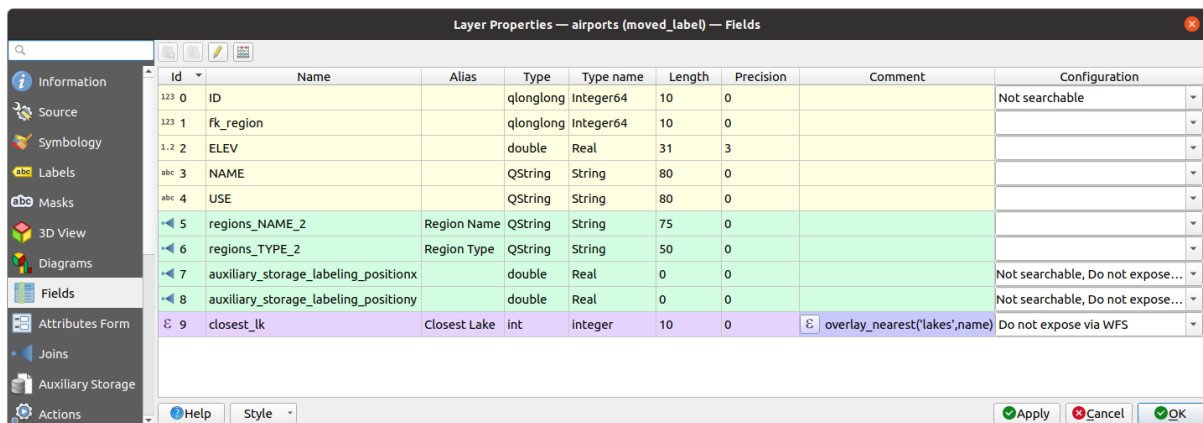 Layer Properties — airports (moved_label) — Fields
Id Name Alias Type Type name Length Precision Comment Configuration
Information
123 0 ID qlonglong Integer64 10 0 Not searchable
Source
123 1 fk_region qlonglong Integer64 10 0
Symbology
1.2 2 ELEV double Real 31 3
Labels
abc 3 NAME QString String 80 0
abc Masks
abc 4 USE QString String 80 0
3D View
5 regions_NAME_2 Region Name QString String 75 0
6 regions_TYPE_2 Region Type QString String 50 0
Diagrams
7 auxiliary_storage_labeling_positionx double Real 0 0 Not searchable, Do not expose...
Fields
8 auxiliary_storage_labeling_positiony double Real 0 0 Not searchable, Do not expose...
Attributes Form
ε 9 closest_lk Closest Lake int integer 10 0 ε overlay_nearest('lakes',name) Do not expose via WFS
Joins
Auxiliary Storage
Actions
Help Style Apply Cancel OK